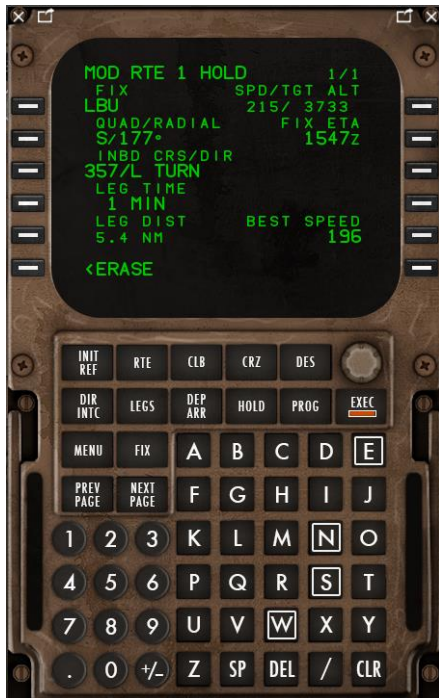 MOD RTE 1 HOLD 1/1
FIX SPD/TGT ALT
LBU 215/ 3733
QUAD/RADIAL FIX ETA
S/177° 1547Z
INBD CRS/DIR
357/L TURN
LEG TIME
1 MIN
LEG DIST BEST SPEED
5.4 NM 196
<ERASE
INIT REF RTE CLB CRZ DES
DIR INTC LEGS DEP ARR HOLD PROG EXEC
MENU FIX A B C D E
PREV PAGE NEXT PAGE F G H I J
1 2 3 K L M N O
4 5 6 P Q R S T
7 8 9 U V W X Y
. 0 +/- Z SP DEL / CLR